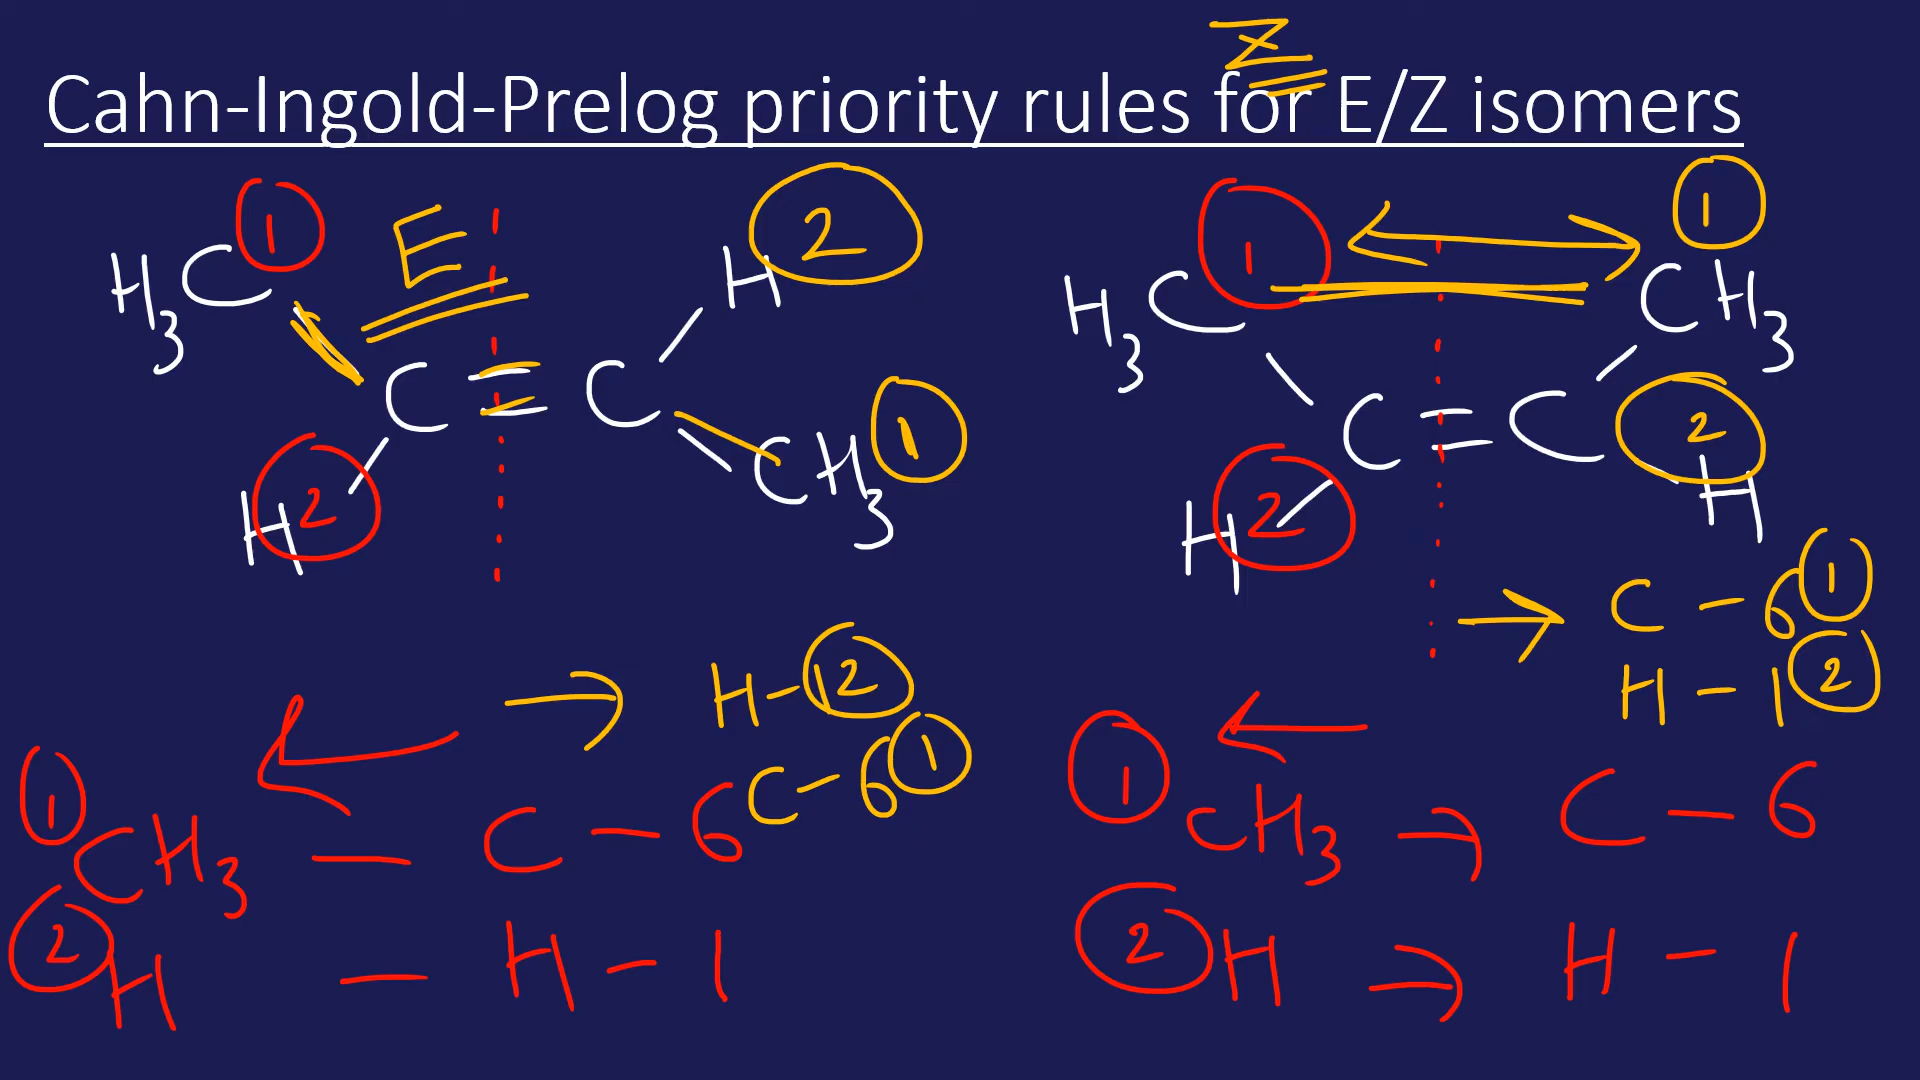 Z
Cahn-Ingold-Prelog priority rules for E/Z isomers
1 E 2
H3C H
C = C
H 2 CH3 1
1 1
H3C CH3
C = C 2
H 2 H
→ C - 6 1
H - 1 2
→ H - 1 2
C - 6 1
←
1 CH3 — C - 6
2 H — H - 1
←
1 CH3 → C - 6
2 H → H - 1